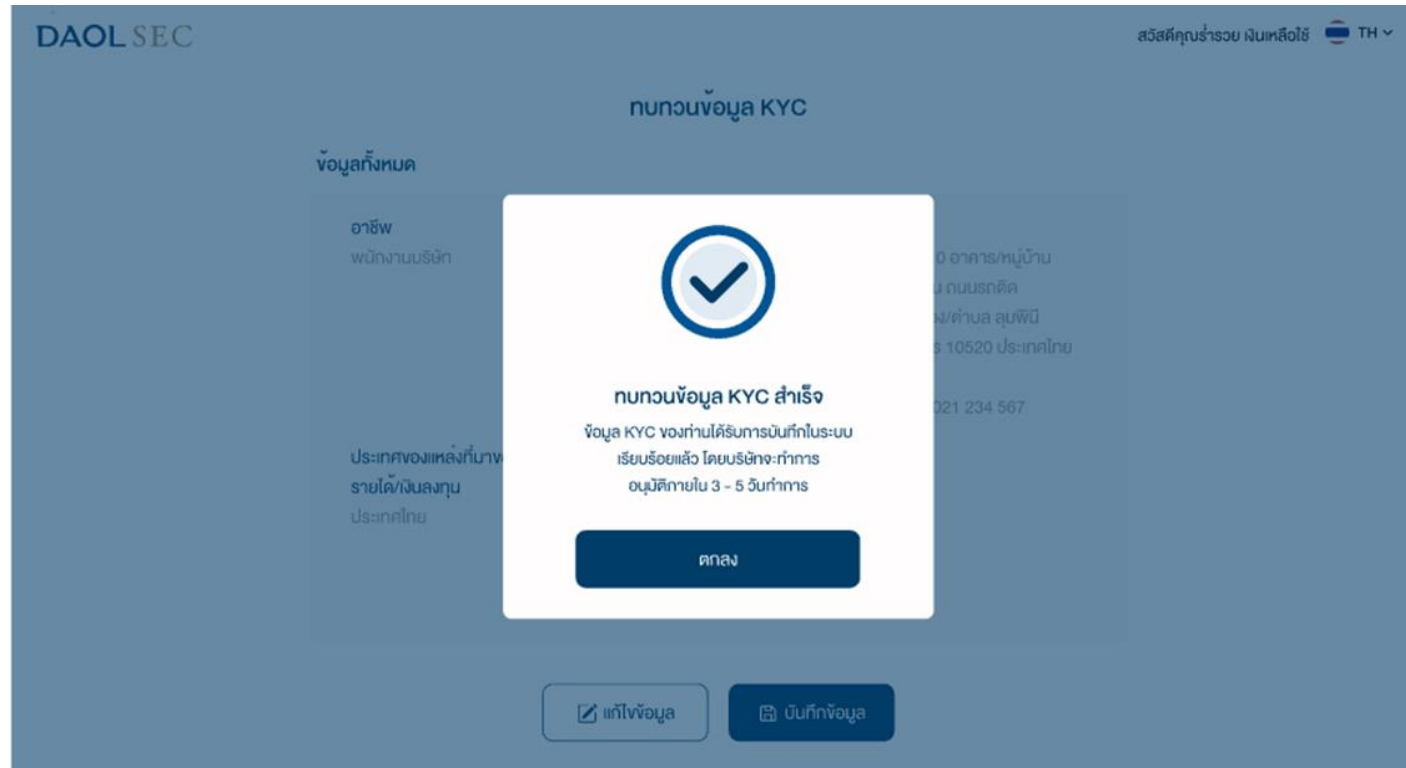 DAOL SEC
สวัสดีคุณร่ำรวย เงินเหลือใช้ TH
ทบทวนข้อมูล KYC
ข้อมูลทั้งหมด
อาชีพ
พนักงานบริษัท
0 อาคาร/หมู่บ้าน
ถนนรถติด
/ตำบล ลุมพินี
10520 ประเทศไทย
021 234 567
ประเทศของแหล่งที่มาข
รายได้/เงินลงทุน
ประเทศไทย
ทบทวนข้อมูล KYC สำเร็จ
ข้อมูล KYC ของท่านได้รับการบันทึกในระบบ
เรียบร้อยแล้ว โดยบริษัทจะทำการ
อนุมัติภายใน 3 - 5 วันทำการ
ตกลง
แก้ไขข้อมูล
บันทึกข้อมูล